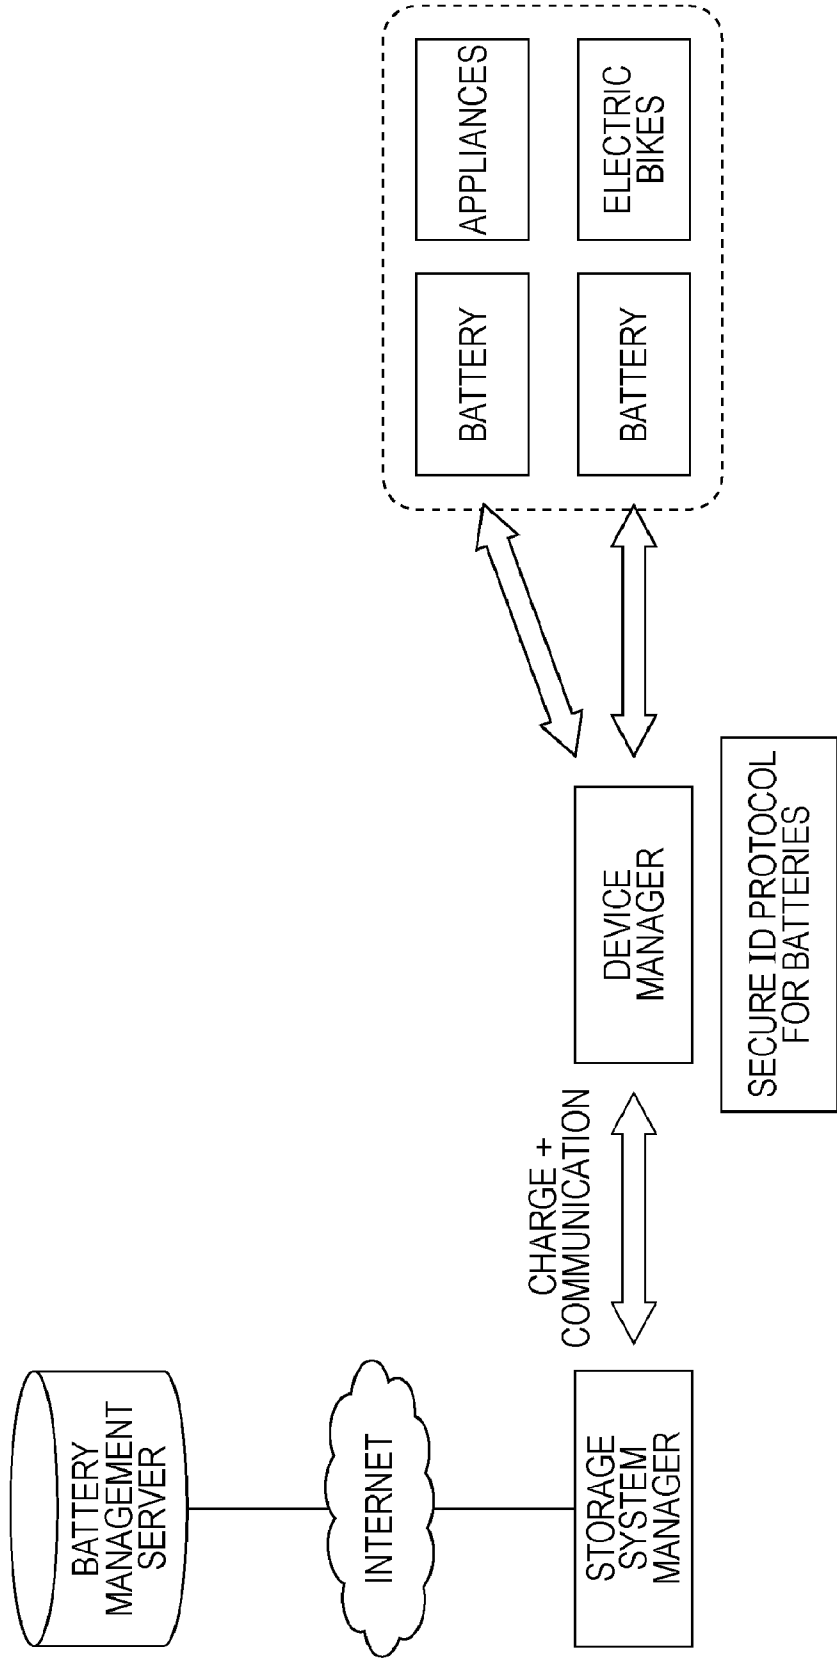 BATTERY
MANAGEMENT
SERVER
INTERNET
STORAGE
SYSTEM
MANAGER
CHARGE +
COMMUNICATION
DEVICE
MANAGER
SECURE ID PROTOCOL
FOR BATTERIES
BATTERY
APPLIANCES
BATTERY
ELECTRIC
BIKES